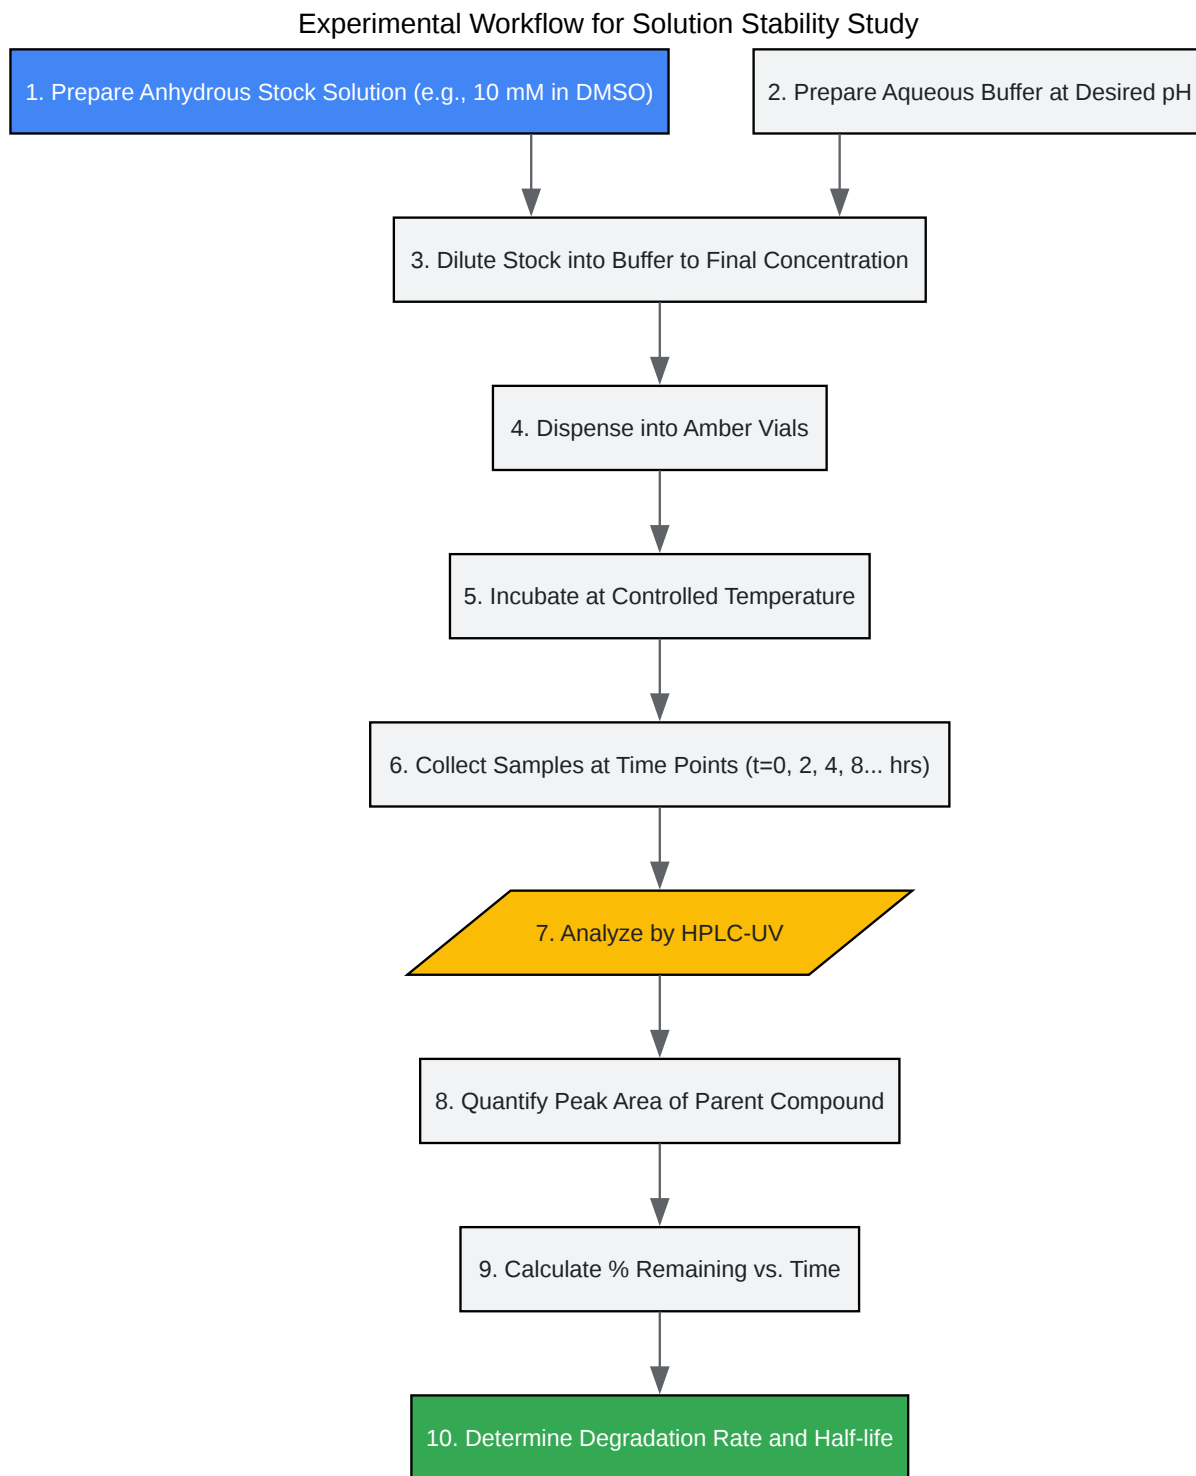 Experimental Workflow for Solution Stability Study
1. Prepare Anhydrous Stock Solution (e.g., 10 mM in DMSO)
2. Prepare Aqueous Buffer at Desired pH
3. Dilute Stock into Buffer to Final Concentration
4. Dispense into Amber Vials
5. Incubate at Controlled Temperature
6. Collect Samples at Time Points (t=0, 2, 4, 8... hrs)
7. Analyze by HPLC-UV
8. Quantify Peak Area of Parent Compound
9. Calculate % Remaining vs. Time
10. Determine Degradation Rate and Half-life